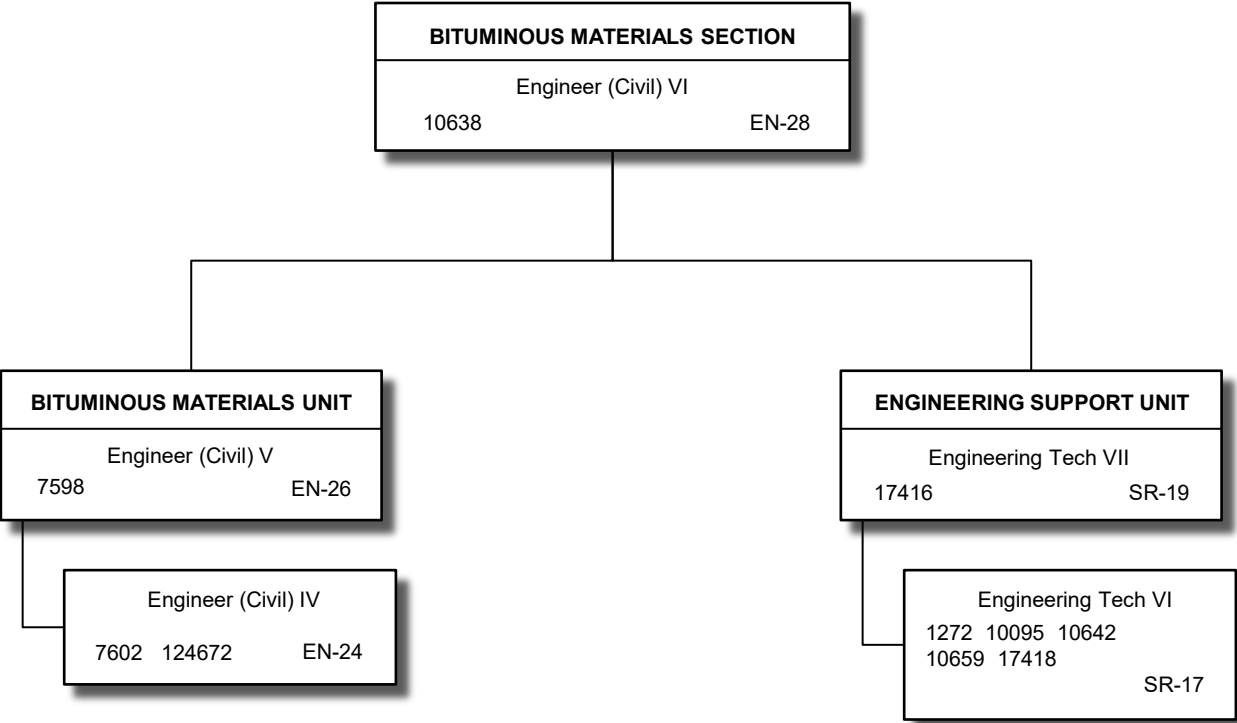 BITUMINOUS MATERIALS SECTION
Engineer (Civil) VI
10638 EN-28
BITUMINOUS MATERIALS UNIT
Engineer (Civil) V
7598 EN-26
Engineer (Civil) IV
7602 124672 EN-24
ENGINEERING SUPPORT UNIT
Engineering Tech VII
17416 SR-19
Engineering Tech VI
1272 10095 10642
10659 17418
SR-17